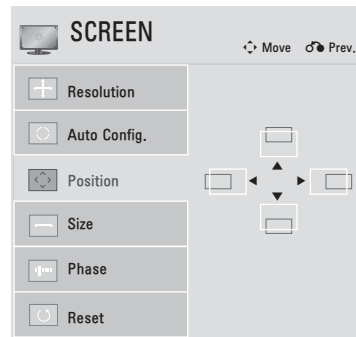 SCREEN
Move Prev.
Resolution
Auto Config.
Position
Size
Phase
Reset